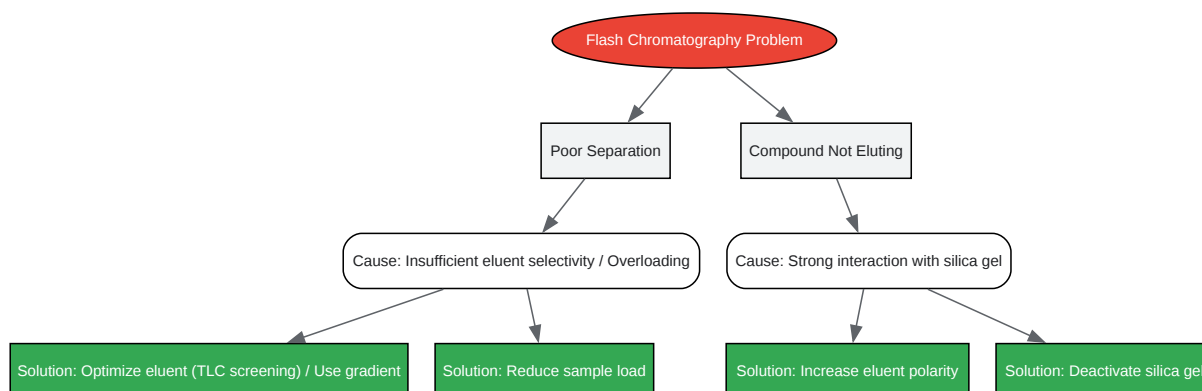 Flash Chromatography Problem
Poor Separation
Compound Not Eluting
Cause: Insufficient eluent selectivity / Overloading
Cause: Strong interaction with silica gel
Solution: Optimize eluent (TLC screening) / Use gradient
Solution: Reduce sample load
Solution: Increase eluent polarity
Solution: Deactivate silica gel